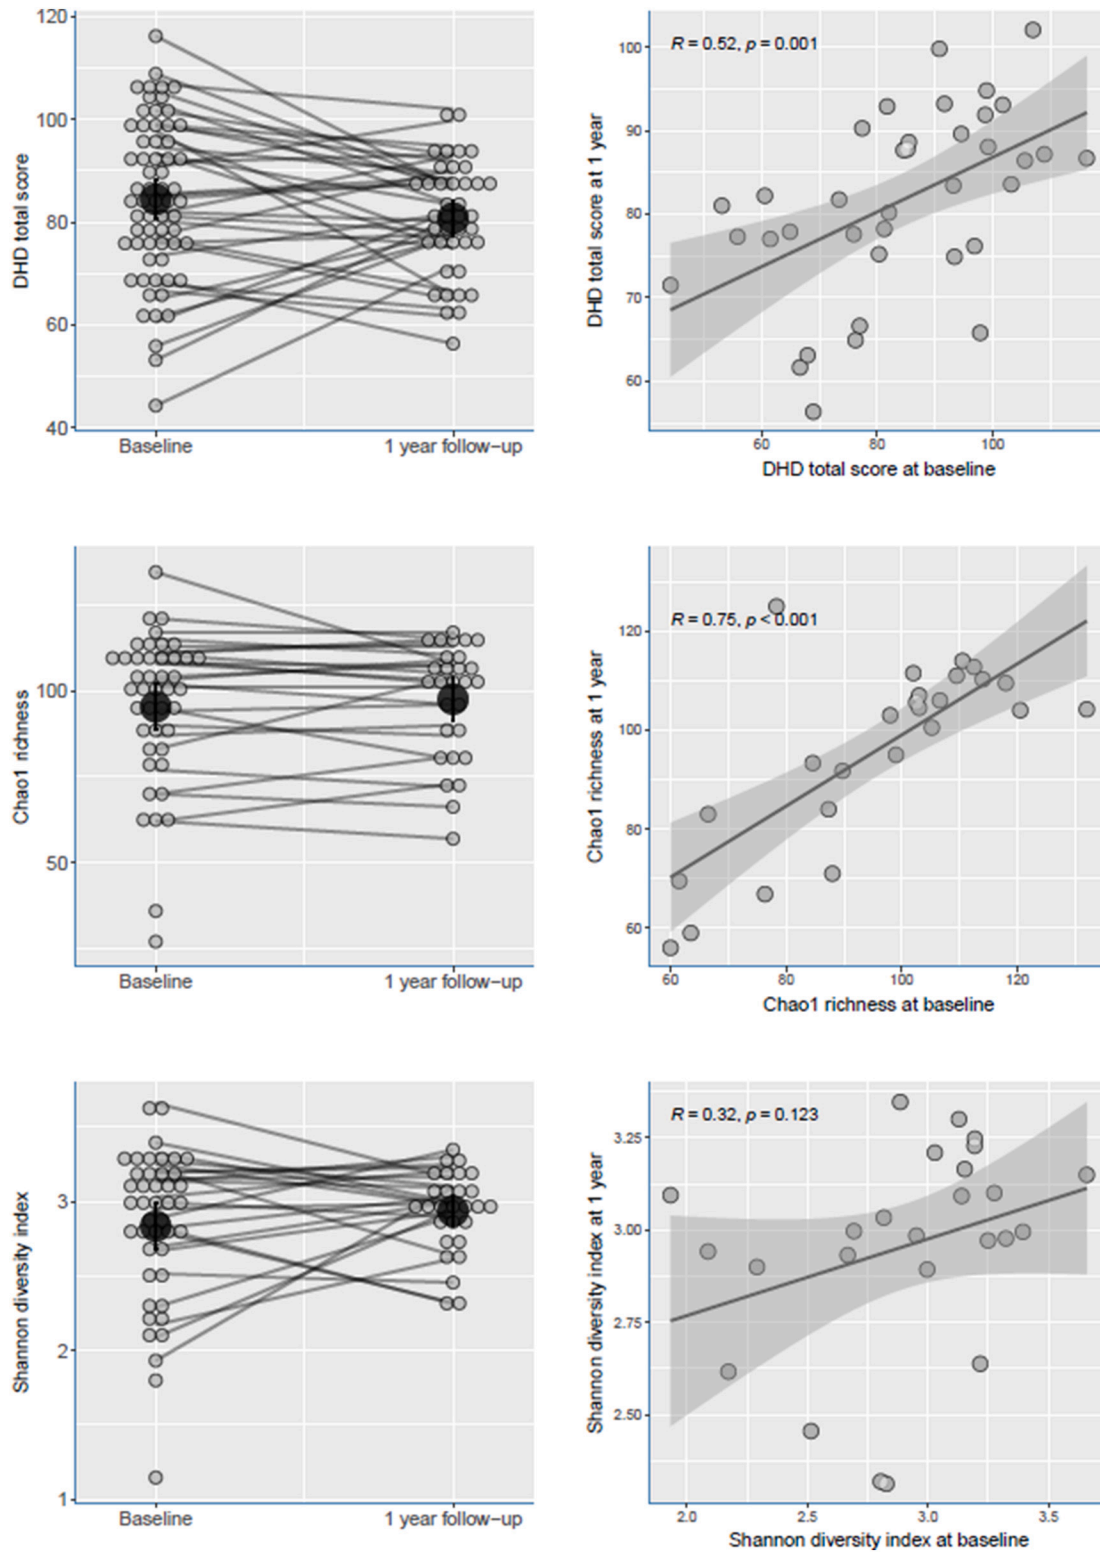 120
100
80
60
40
DHD total score
Baseline
1 year follow-up
R = 0.52, p = 0.001
100
90
80
70
60
DHD total score at 1 year
60
80
100
DHD total score at baseline
100
50
Chao1 richness
Baseline
1 year follow-up
R = 0.75, p < 0.001
120
100
80
60
Chao1 richness at 1 year
60
80
100
120
Chao1 richness at baseline
3
2
1
Shannon diversity index
Baseline
1 year follow-up
R = 0.32, p = 0.123
3.25
3.00
2.75
2.50
Shannon diversity index at 1 year
2.0
2.5
3.0
3.5
Shannon diversity index at baseline